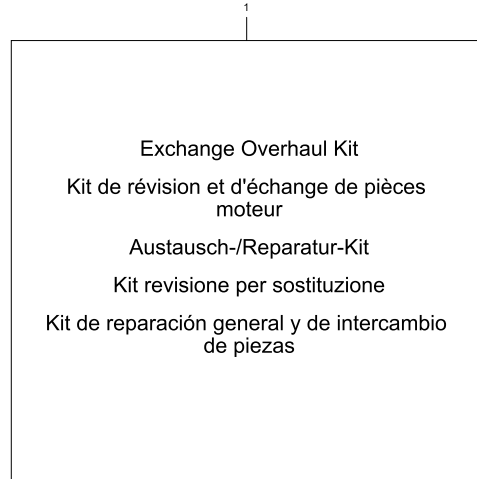 1
Exchange Overhaul Kit
Kit de révision et d'échange de pièces
moteur
Austausch-/Reparatur-Kit
Kit revisione per sostituzione
Kit de reparación general y de intercambio
de piezas